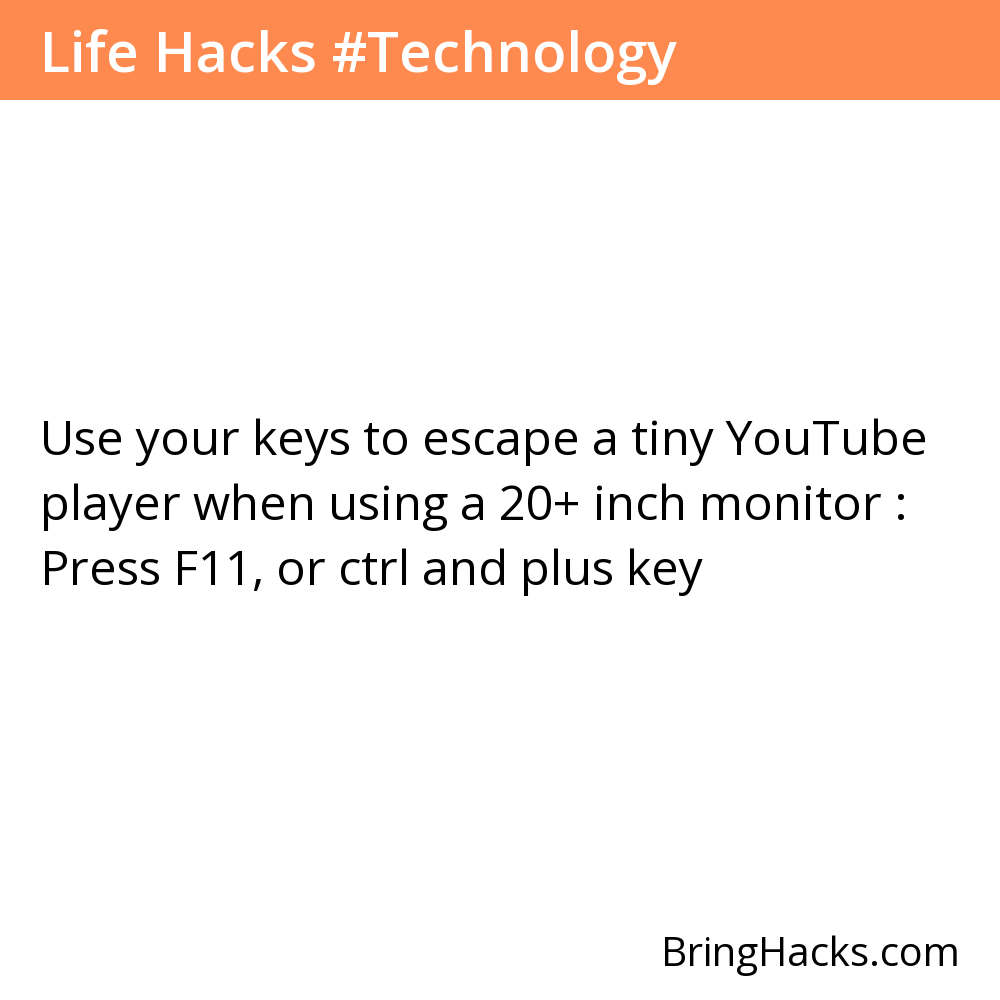 Life Hacks #Technology
Use your keys to escape a tiny YouTube
player when using a 20+ inch monitor :
Press F11, or ctrl and plus key
BringHacks.com